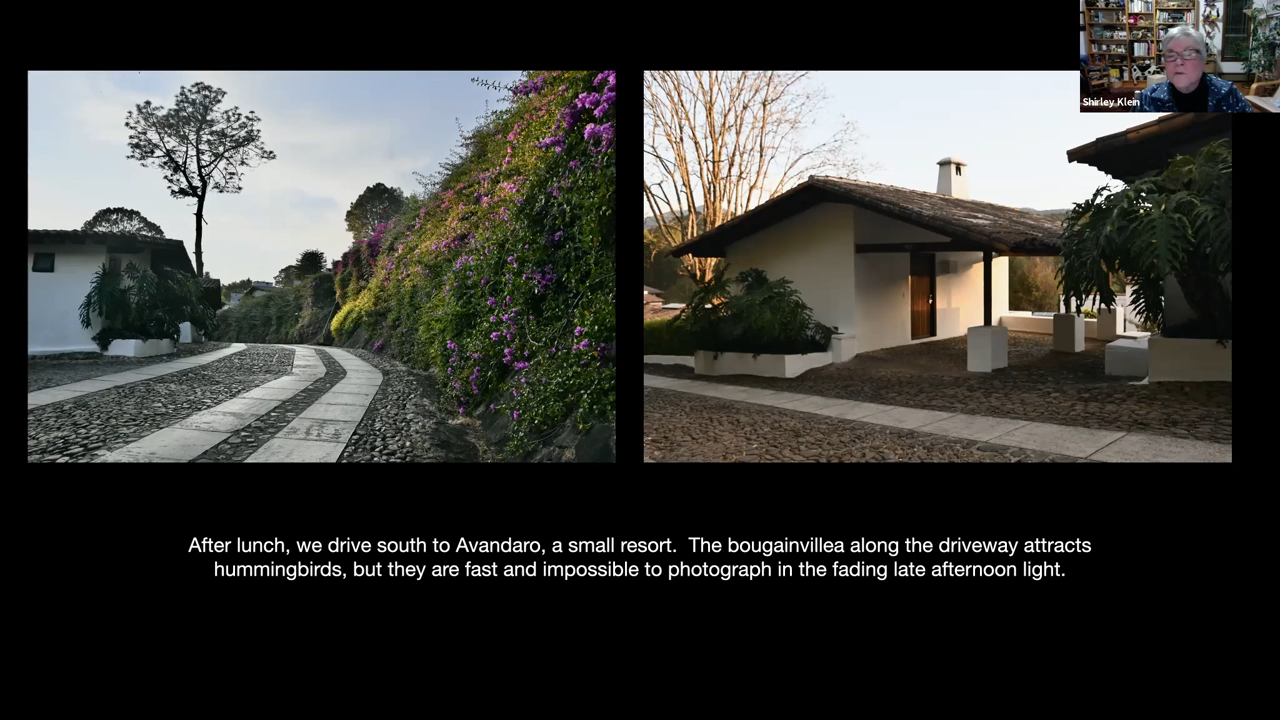 Shirley Klein
After lunch, we drive south to Avandaro, a small resort.  The bougainvillea along the driveway attracts
hummingbirds, but they are fast and impossible to photograph in the fading late afternoon light.